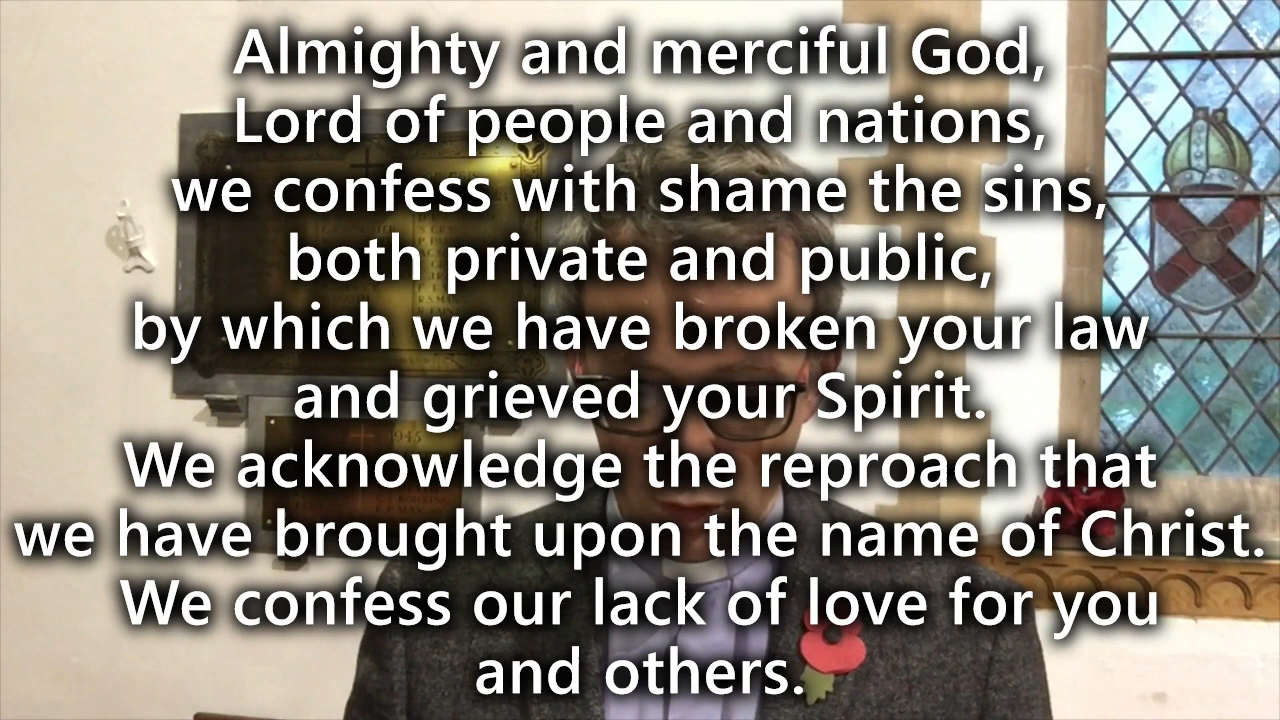 Almighty and merciful God,
Lord of people and nations,
we confess with shame the sins,
both private and public,
by which we have broken your law
and grieved your Spirit.
We acknowledge the reproach that
we have brought upon the name of Christ.
We confess our lack of love for you
and others.
1945